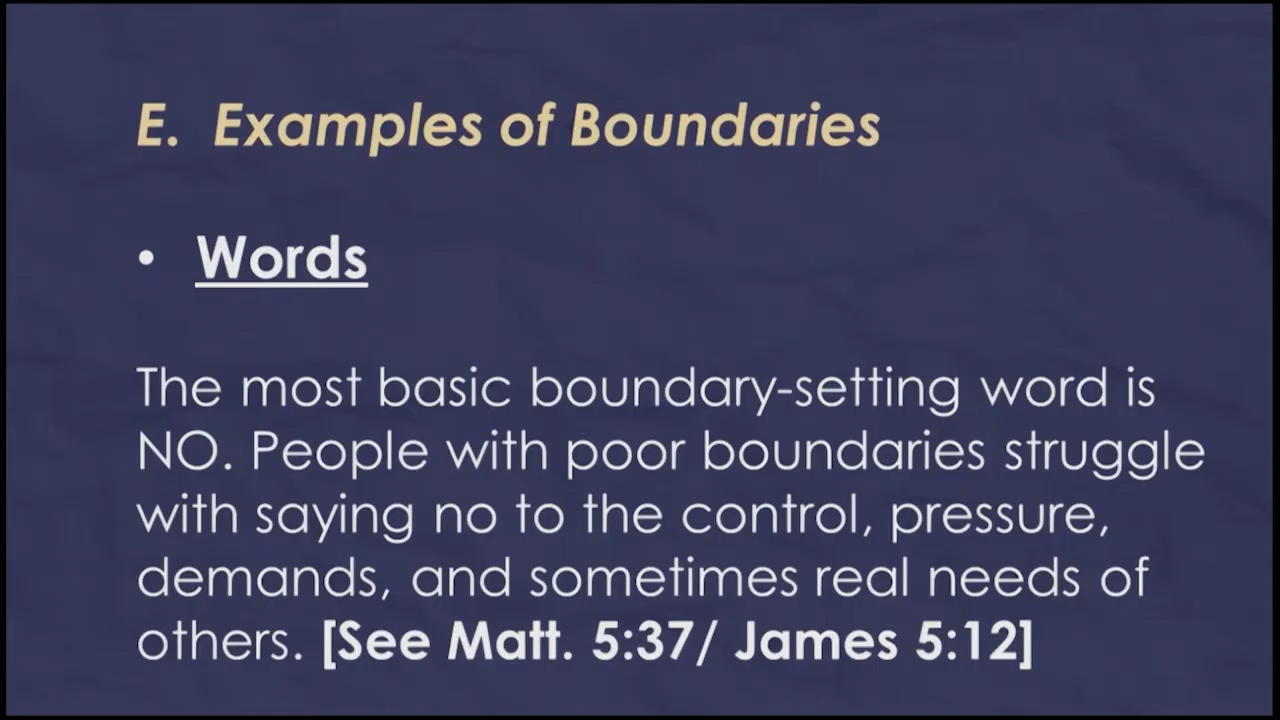 E. Examples of Boundaries
• Words
The most basic boundary-setting word is
NO. People with poor boundaries struggle
with saying no to the control, pressure,
demands, and sometimes real needs of
others. [See Matt. 5:37/ James 5:12]